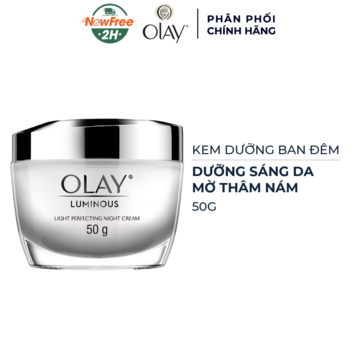 NowFree
2H
OLAY
PHÂN PHỐI
CHÍNH HÃNG
KEM DƯỠNG BAN ĐÊM
DƯỠNG SÁNG DA
MỜ THÂM NÁM
50G
OLAY®
LUMINOUS
LIGHT PERFECTING NIGHT CREAM
50 g